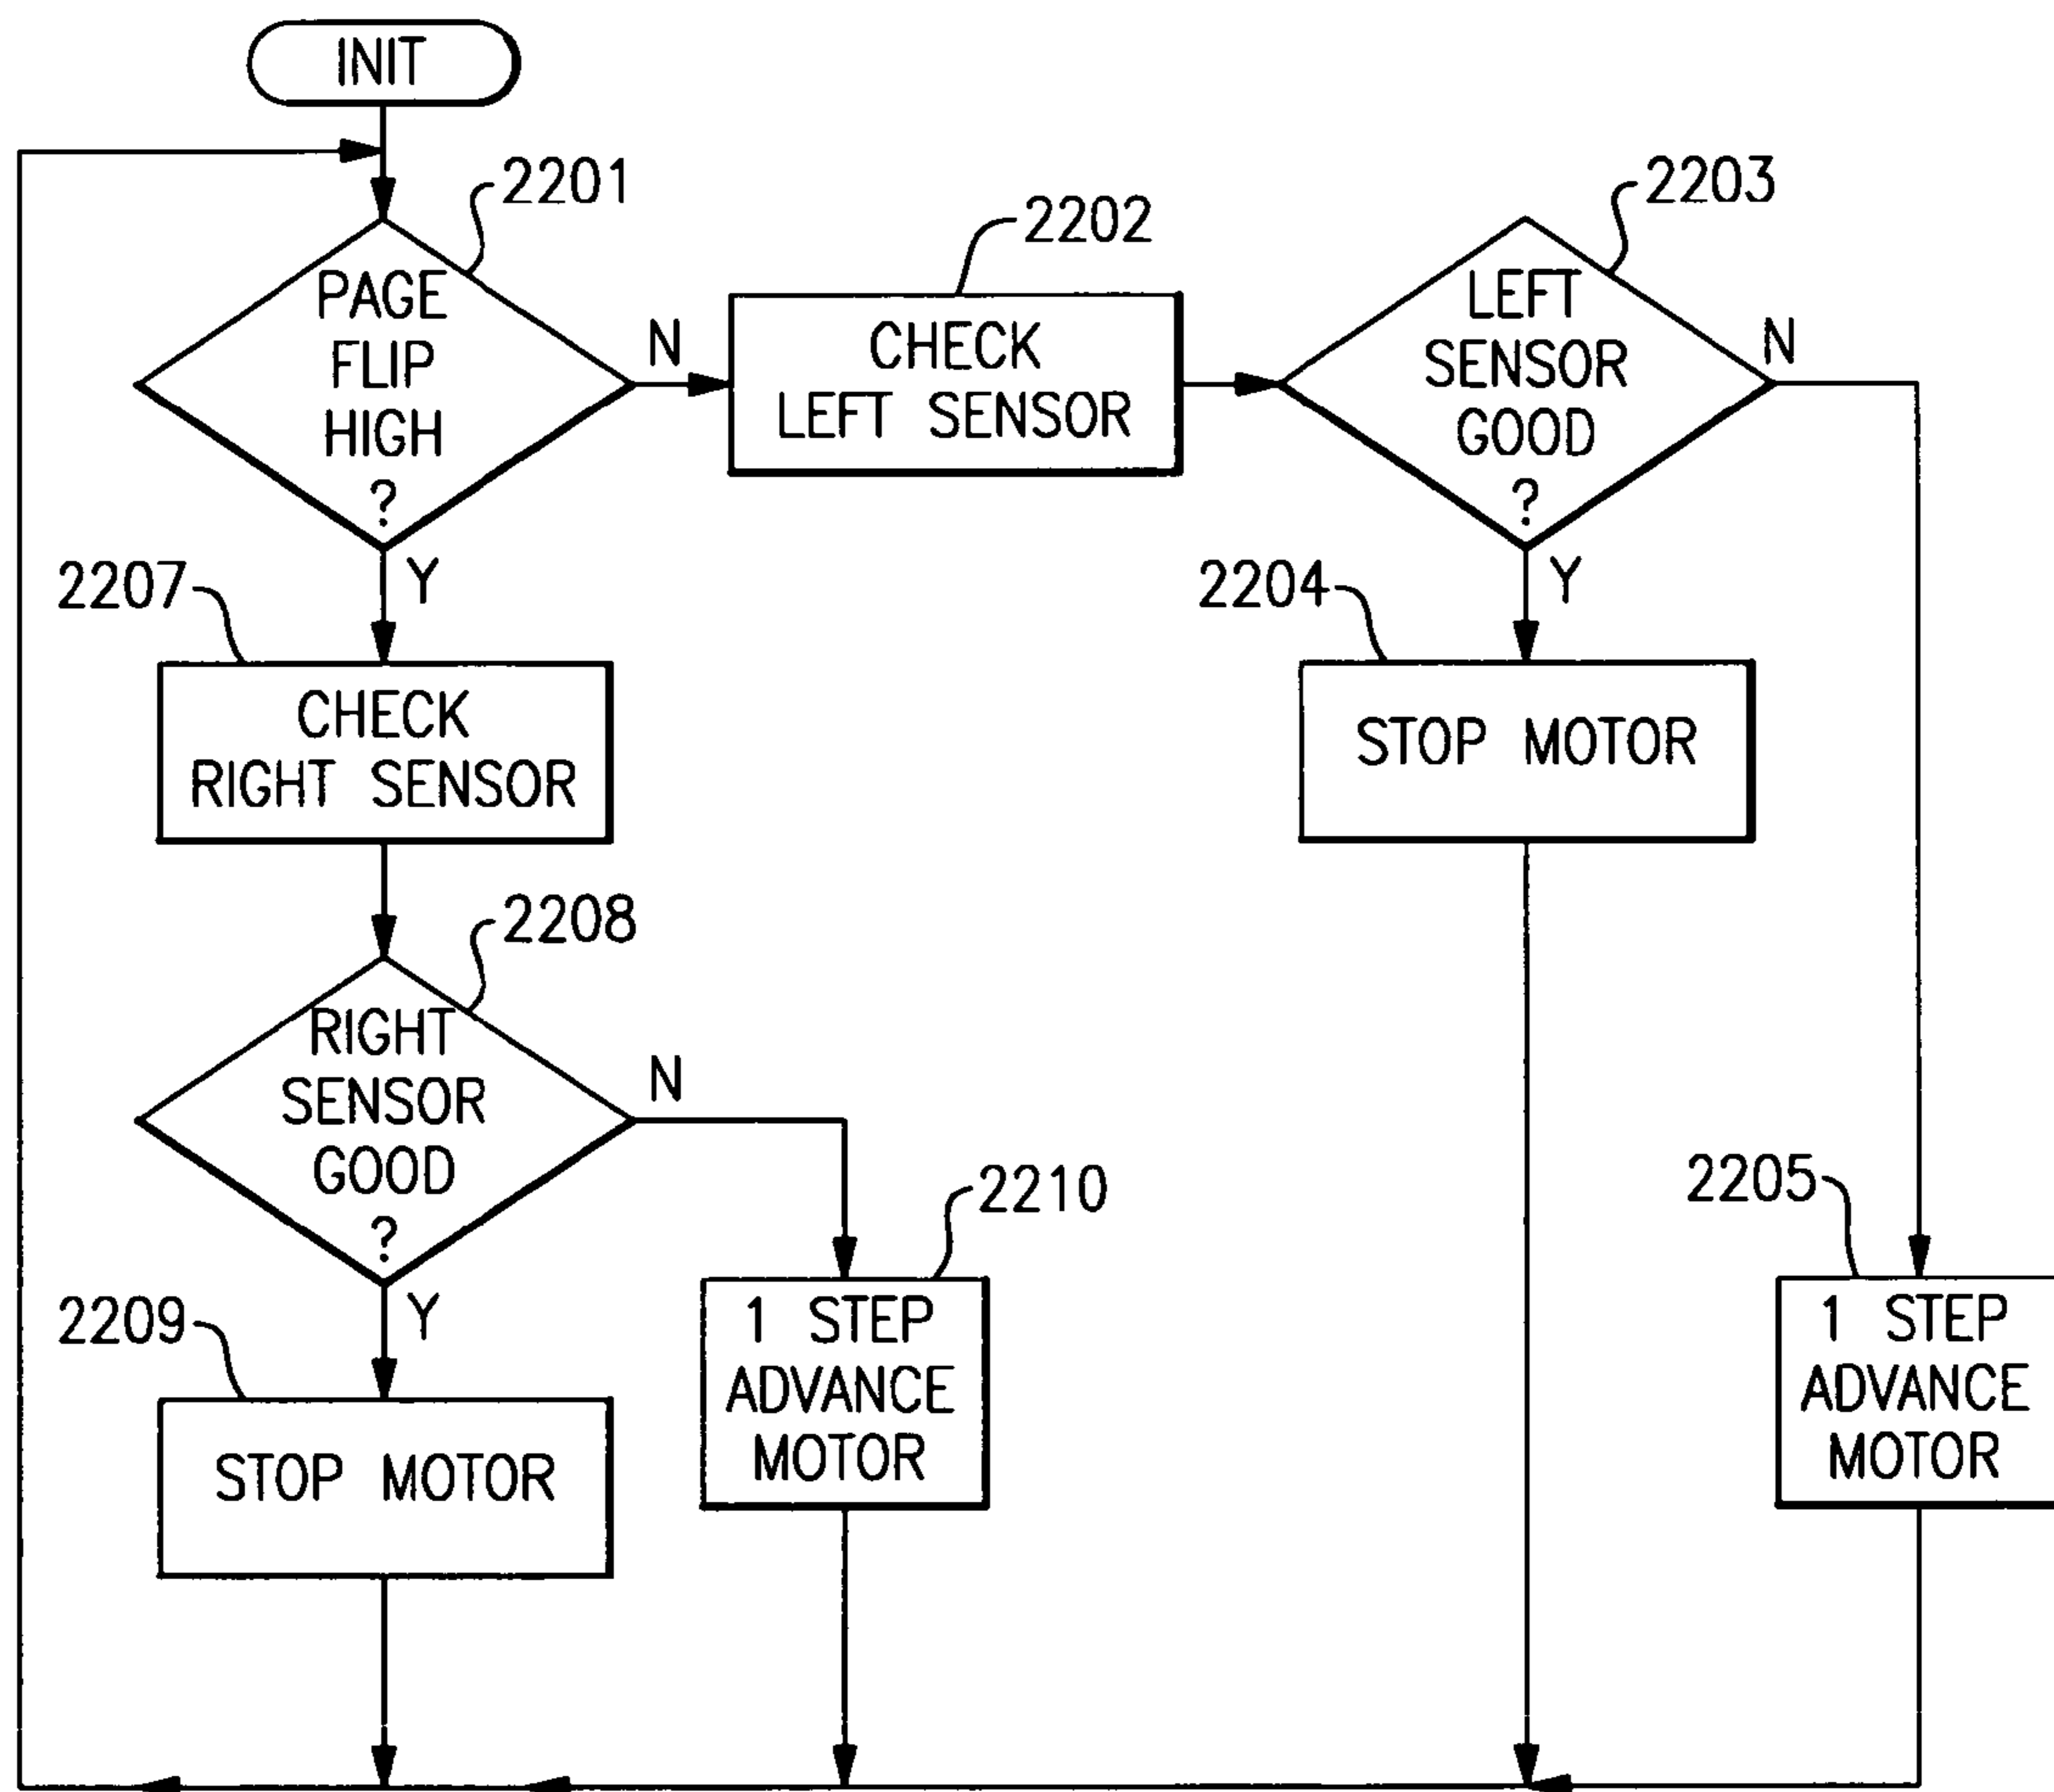 INIT
2201
PAGE
FLIP
HIGH
?
N
Y
2202
CHECK
LEFT SENSOR
2203
LEFT
SENSOR
GOOD
?
N
Y
2207
CHECK
RIGHT SENSOR
2204
STOP MOTOR
2208
RIGHT
SENSOR
GOOD
?
N
Y
2210
1 STEP
ADVANCE
MOTOR
2205
1 STEP
ADVANCE
MOTOR
2209
STOP MOTOR